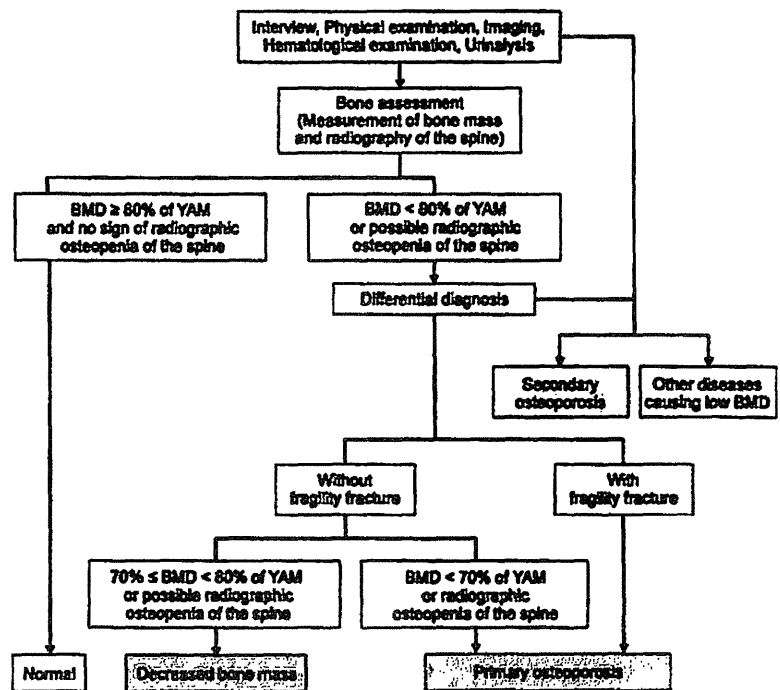 Interview, Physical examination, Imaging,
Hematological examination, Urinalysis
Bone assessment
(Measurement of bone mass
and radiography of the spine)
BMD ≥ 80% of YAM
and no sign of radiographic
osteopenia of the spine
BMD < 80% of YAM
or possible radiographic
osteopenia of the spine
Differential diagnosis
Secondary
osteoporosis
Other diseases
causing low BMD
Without
fragility fracture
With
fragility fracture
70% ≤ BMD < 80% of YAM
or possible radiographic
osteopenia of the spine
BMD < 70% of YAM
or radiographic
osteopenia of the spine
Normal
Decreased bone mass
Primary osteoporosis